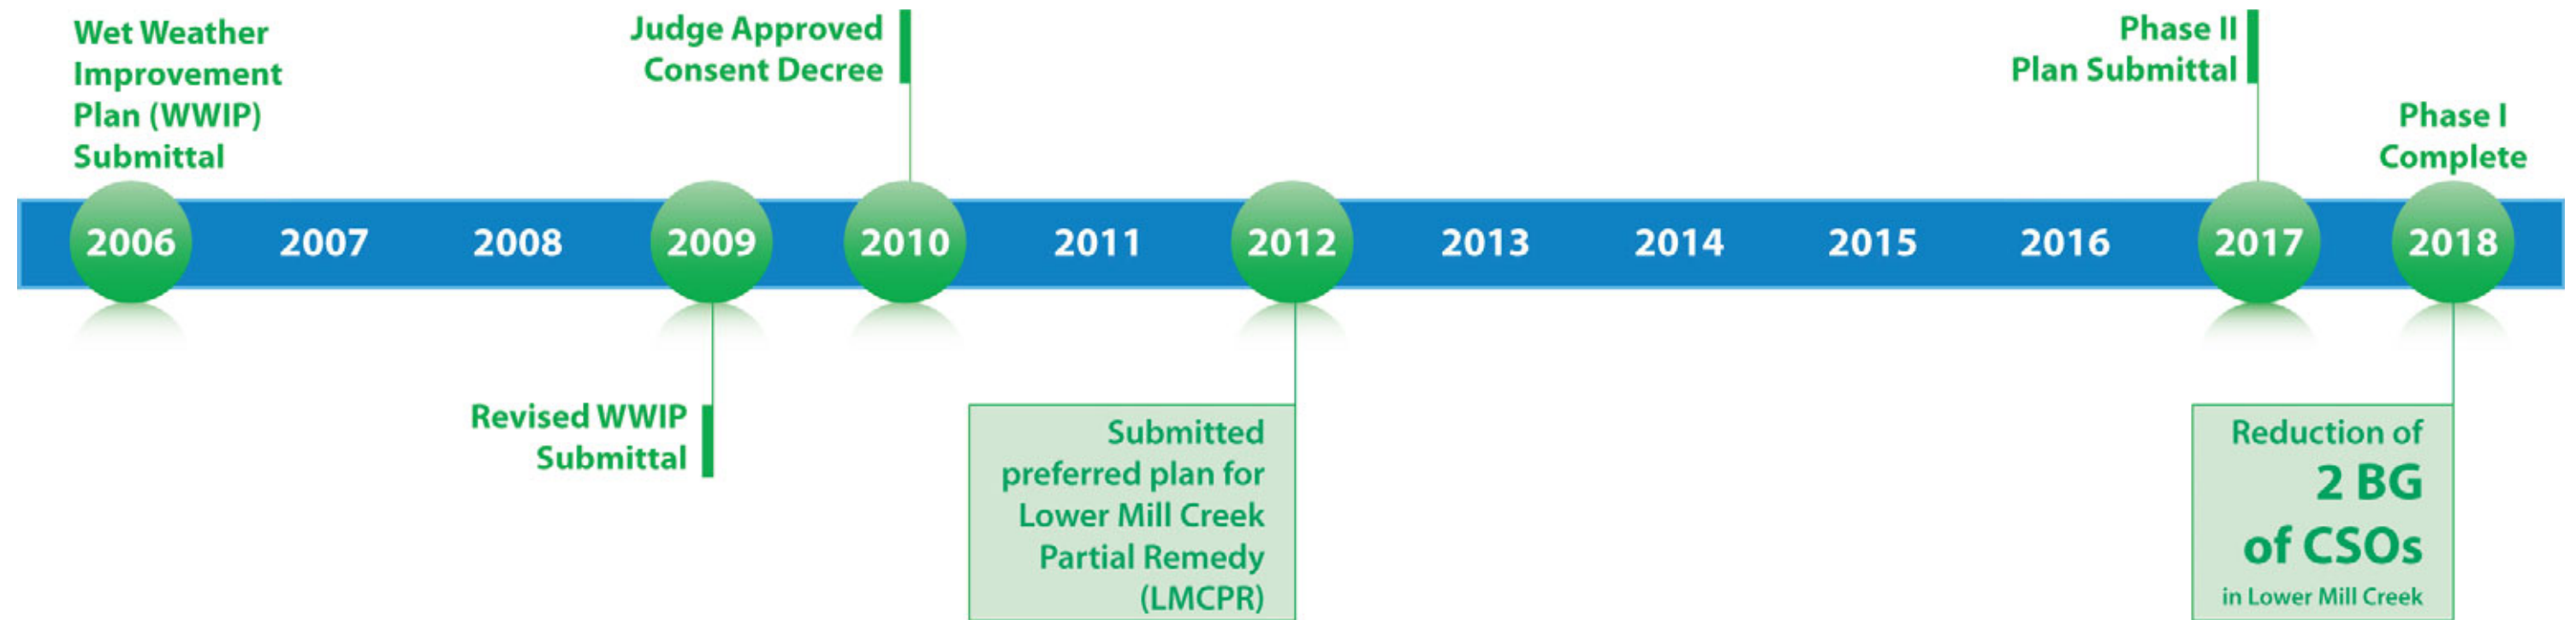 Wet Weather
Improvement
Plan (WWIP)
Submittal
Judge Approved
Consent Decree
Phase II
Plan Submittal
Phase I
Complete
2006 2007 2008 2009 2010 2011 2012 2013 2014 2015 2016 2017 2018
Revised WWIP
Submittal
Submitted
preferred plan for
Lower Mill Creek
Partial Remedy
(LMCPR)
Reduction of
2 BG
of CSOs
in Lower Mill Creek